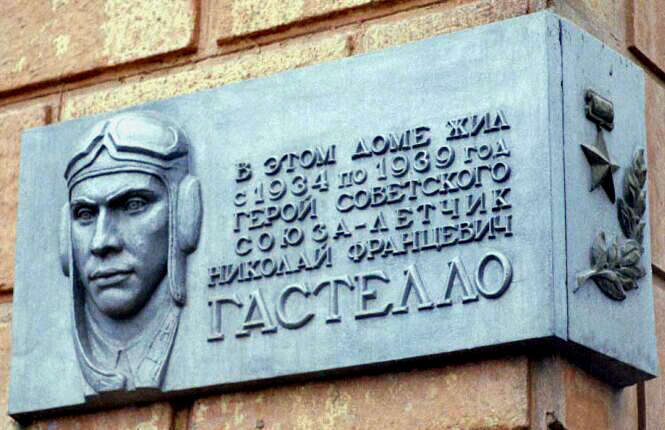 В ЭТОМ ДОМЕ ЖИЛ
С 1934 ПО 1939 ГОД
ГЕРОЙ СОВЕТСКОГО
СОЮЗА-ЛЕТЧИК
НИКОЛАЙ ФРАНЦЕВИЧ
ГАСТЕЛЛО